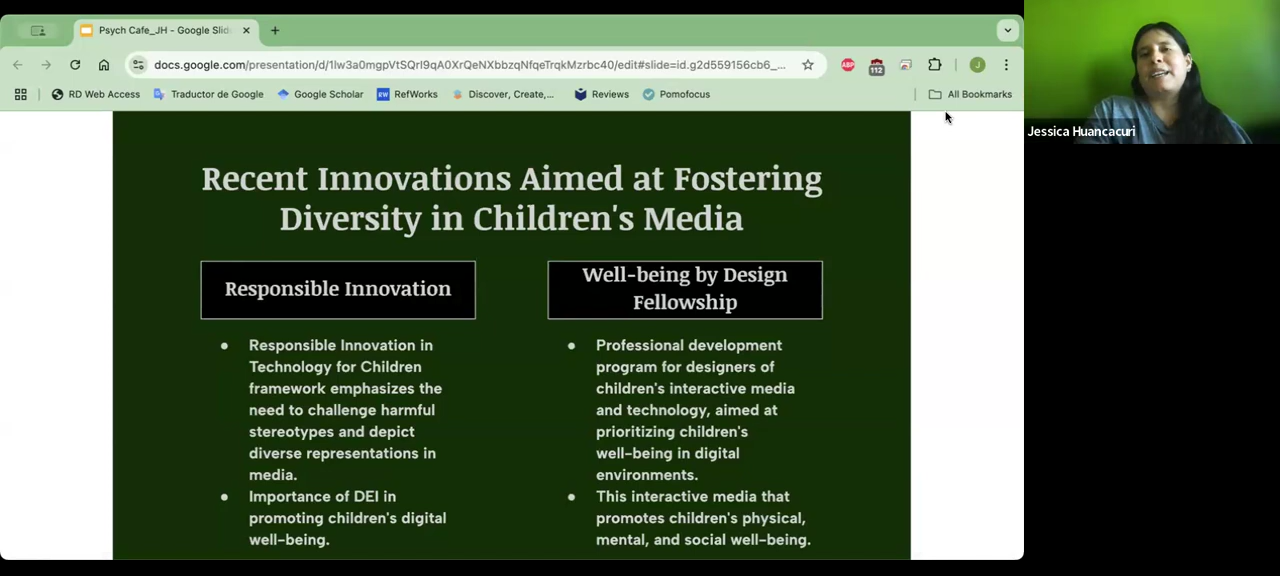 Psych Cafe_JH - Google Slid
docs.google.com/presentation/d/1lw3a0mgpVtSQrI9qA0XrQeNXbbzqNfqeTrqkMzrbc40/edit#slide=id.g2d559156cb6_...
ABP
112
J
RD Web Access
Traductor de Google
Google Scholar
RW
RefWorks
Discover, Create,...
Reviews
Pomofocus
All Bookmarks
Jessica Huancacuri
Recent Innovations Aimed at Fostering
Diversity in Children's Media
Responsible Innovation
● Responsible Innovation in
Technology for Children
framework emphasizes the
need to challenge harmful
stereotypes and depict
diverse representations in
media.
● Importance of DEI in
promoting children's digital
well-being.
Well-being by Design
Fellowship
● Professional development
program for designers of
children's interactive media
and technology, aimed at
prioritizing children's
well-being in digital
environments.
● This interactive media that
promotes children's physical,
mental, and social well-being.